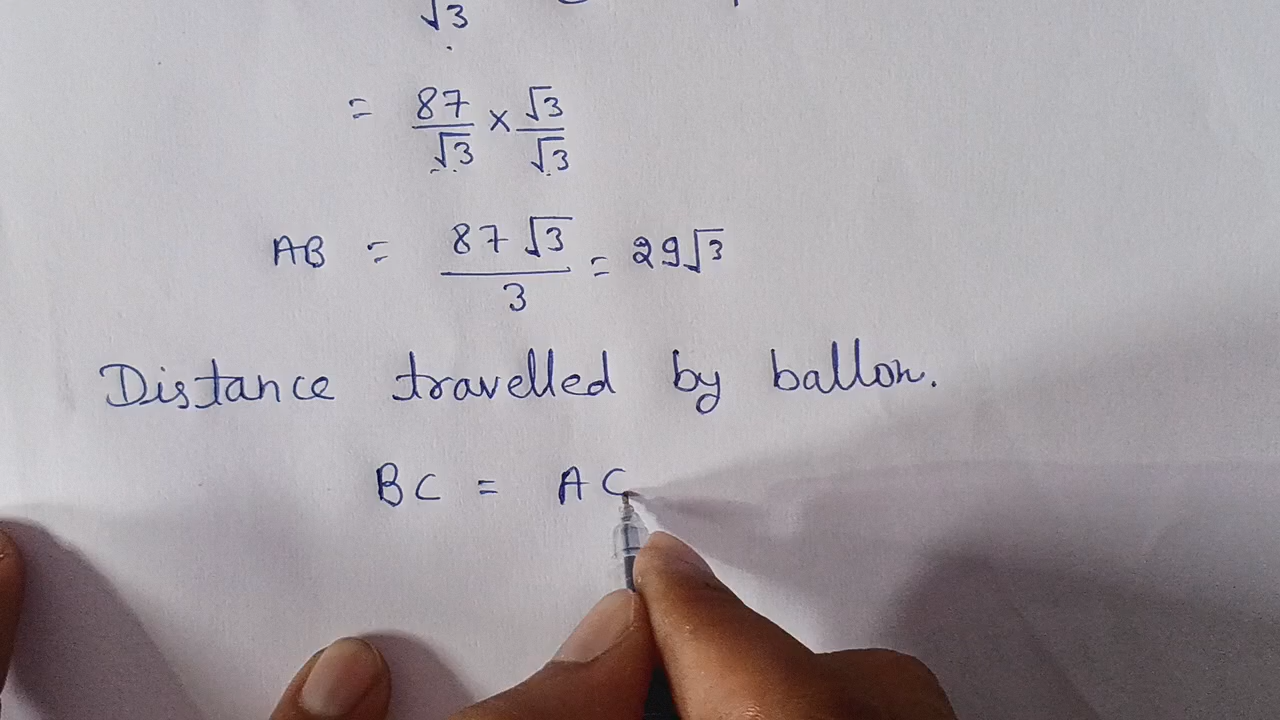 √3
= 87/√3 × √3/√3
AB = 87√3/3 = 29√3
Distance travelled by ballon.
BC = AC